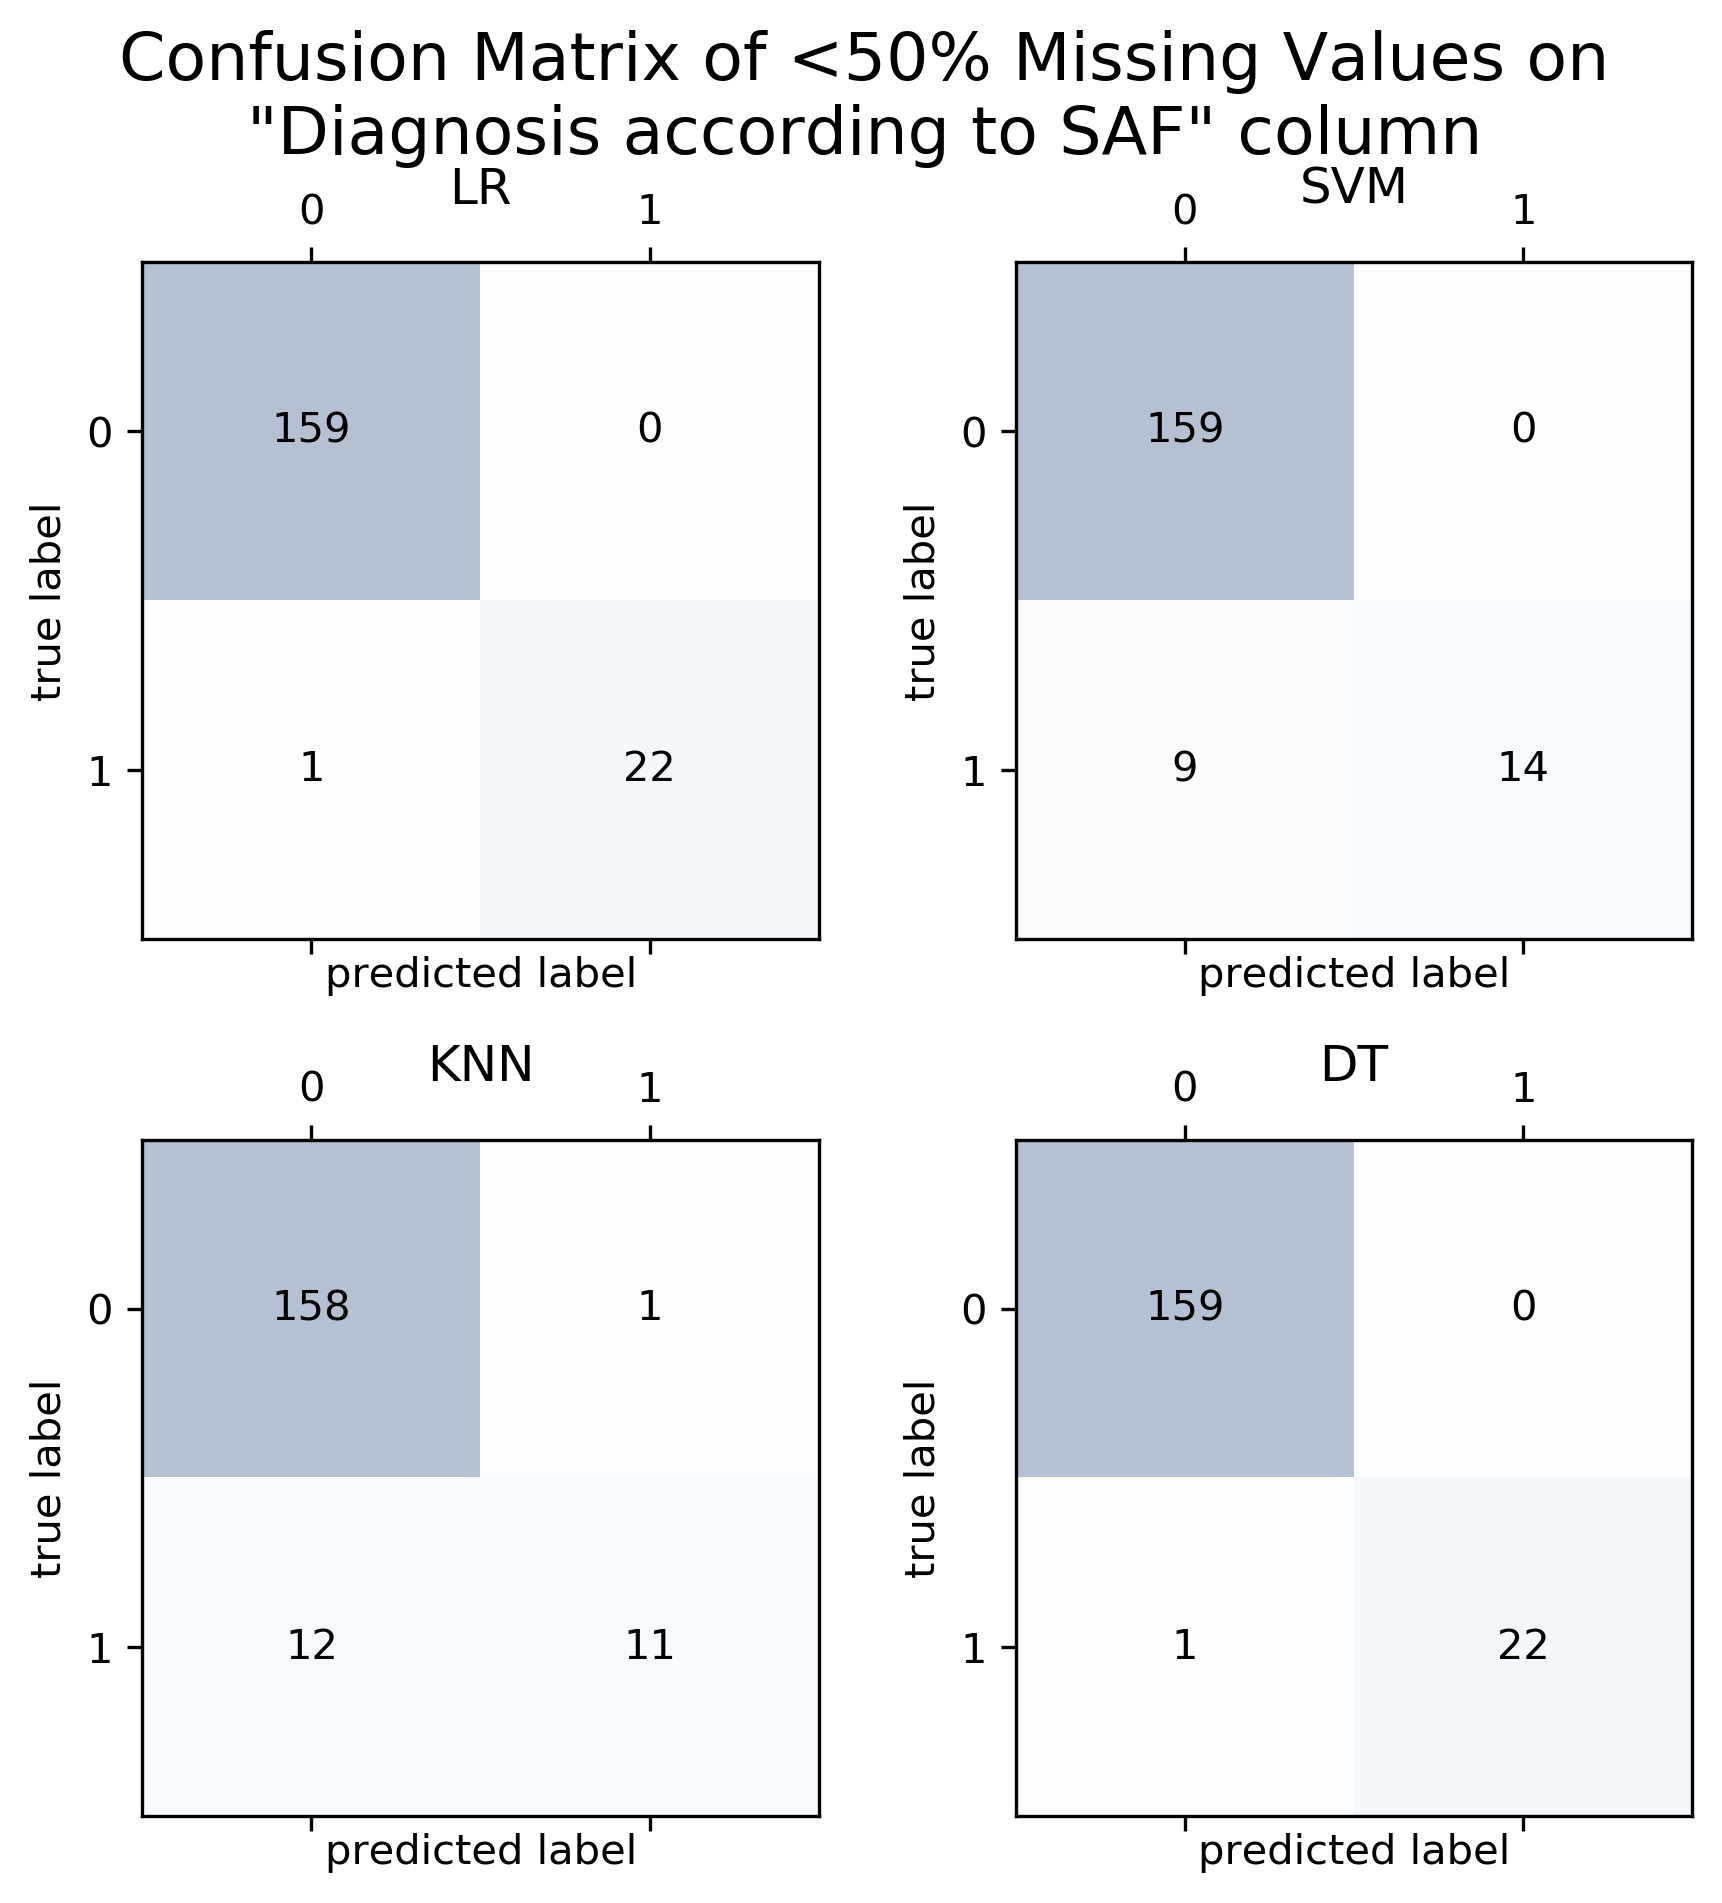 Confusion Matrix of <50% Missing Values on
"Diagnosis according to SAF" column
LR
0 1
0 159 0
true label
1 1 22
predicted label
SVM
0 1
0 159 0
true label
1 9 14
predicted label
KNN
0 1
0 158 1
true label
1 12 11
predicted label
DT
0 1
0 159 0
true label
1 1 22
predicted label